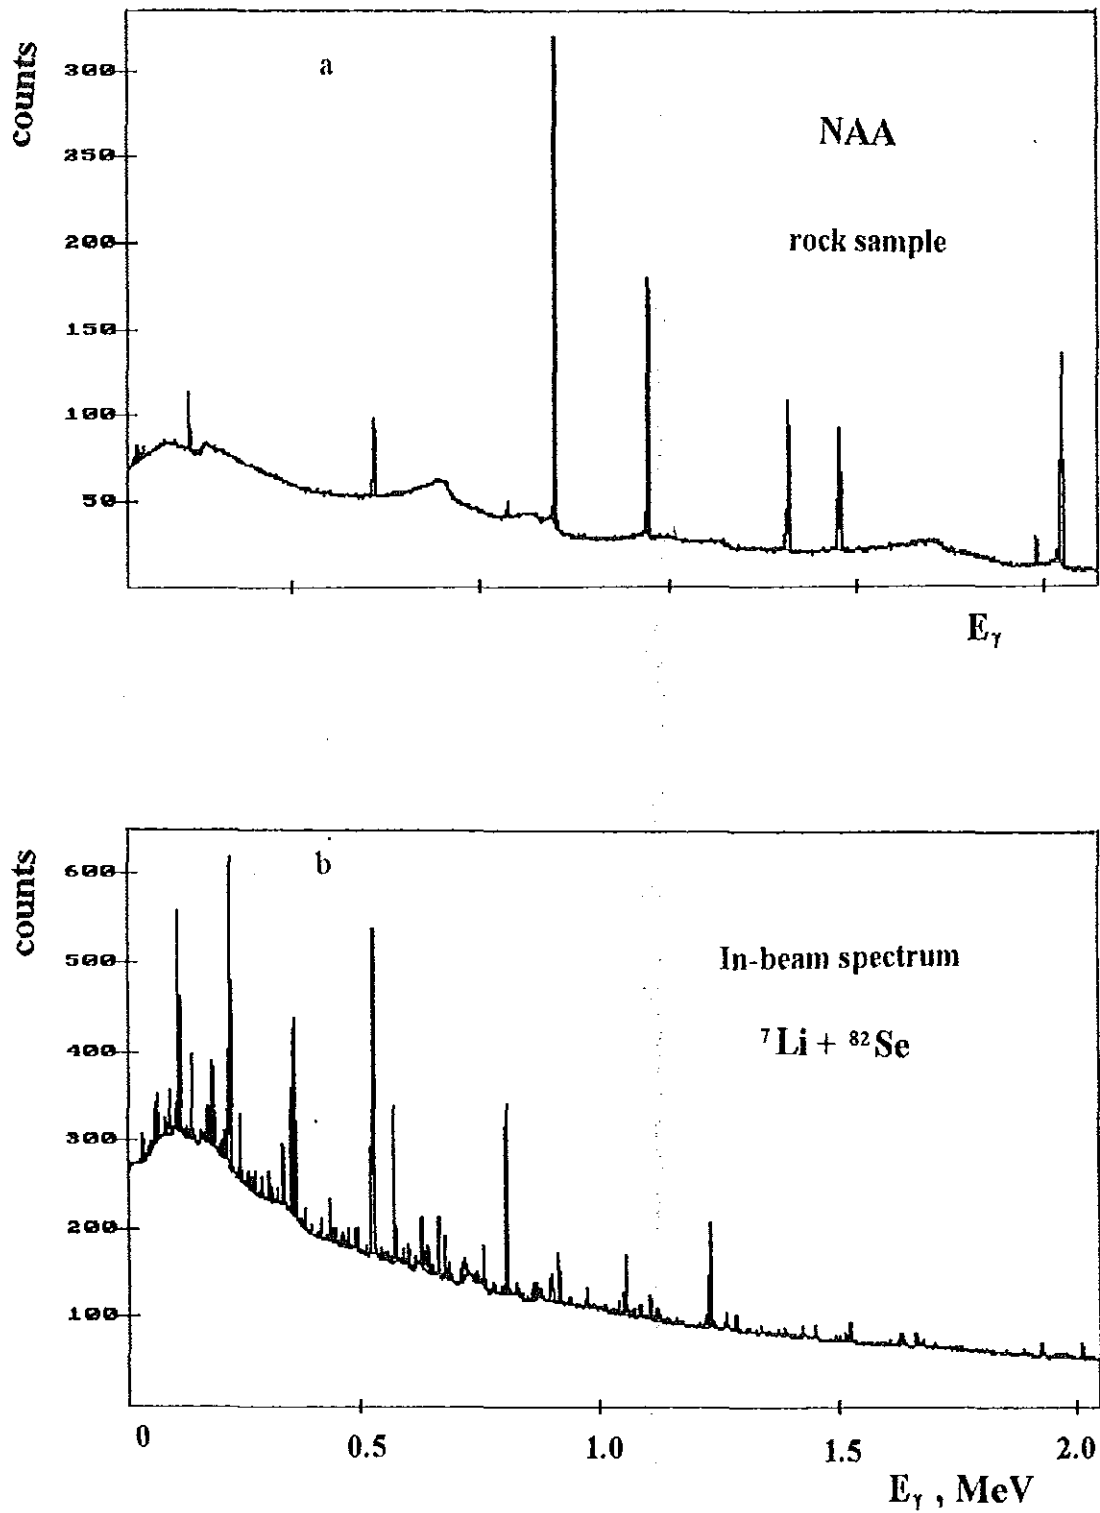 counts
a
300
250
200
150
100
50
NAA
rock sample
Eγ
counts
b
600
500
400
300
200
100
In-beam spectrum
⁷Li + ⁸²Se
0
0.5
1.0
1.5
2.0
Eγ , MeV